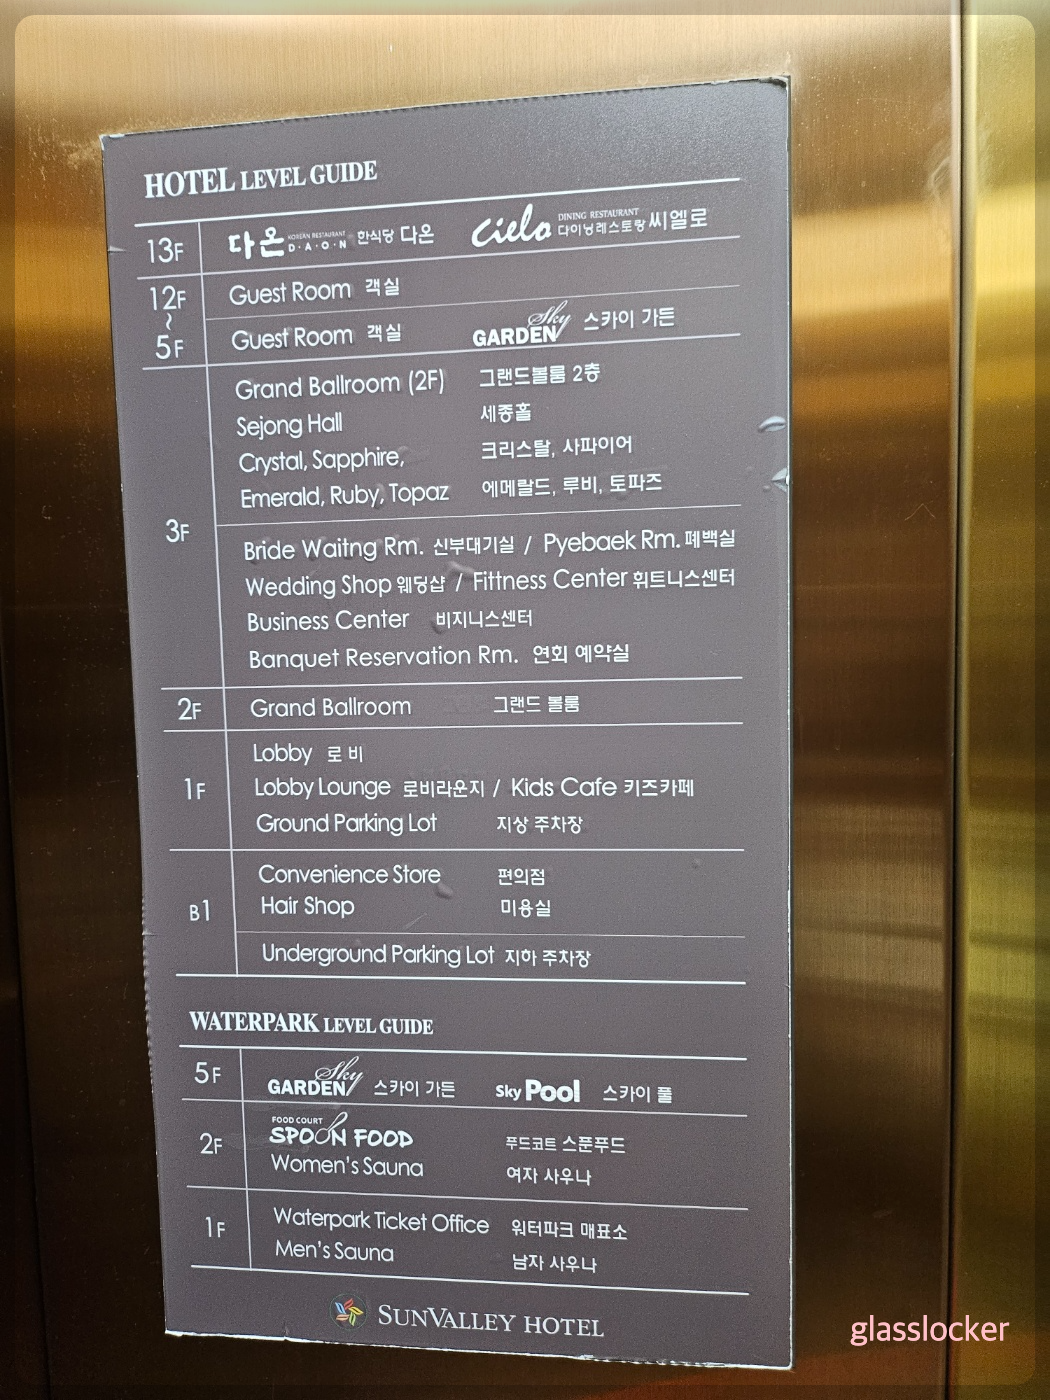 HOTEL LEVEL GUIDE
13F 다온 KOREAN RESTAURANT D·A·O·N 한식당 다온 Cielo DINING RESTAURANT 다이닝레스토랑 씨엘로
12F Guest Room 객실
~
5F Guest Room 객실 Sky GARDEN 스카이 가든
Grand Ballroom (2F) 그랜드볼룸 2층
Sejong Hall 세종홀
Crystal, Sapphire, 크리스탈, 사파이어
Emerald, Ruby, Topaz 에메랄드, 루비, 토파즈
3F
Bride Waitng Rm. 신부대기실 / Pyebaek Rm. 폐백실
Wedding Shop 웨딩샵 / Fittness Center 휘트니스센터
Business Center 비지니스센터
Banquet Reservation Rm. 연회 예약실
2F Grand Ballroom 그랜드 볼룸
Lobby 로 비
1F Lobby Lounge 로비라운지 / Kids Cafe 키즈카페
Ground Parking Lot 지상 주차장
Convenience Store 편의점
B1 Hair Shop 미용실
Underground Parking Lot 지하 주차장
WATERPARK LEVEL GUIDE
5F Sky GARDEN 스카이 가든 Sky Pool 스카이 풀
2F FOOD COURT SPOON FOOD 푸드코트 스푼푸드
Women's Sauna 여자 사우나
1F Waterpark Ticket Office 워터파크 매표소
Men's Sauna 남자 사우나
SUNVALLEY HOTEL
glasslocker